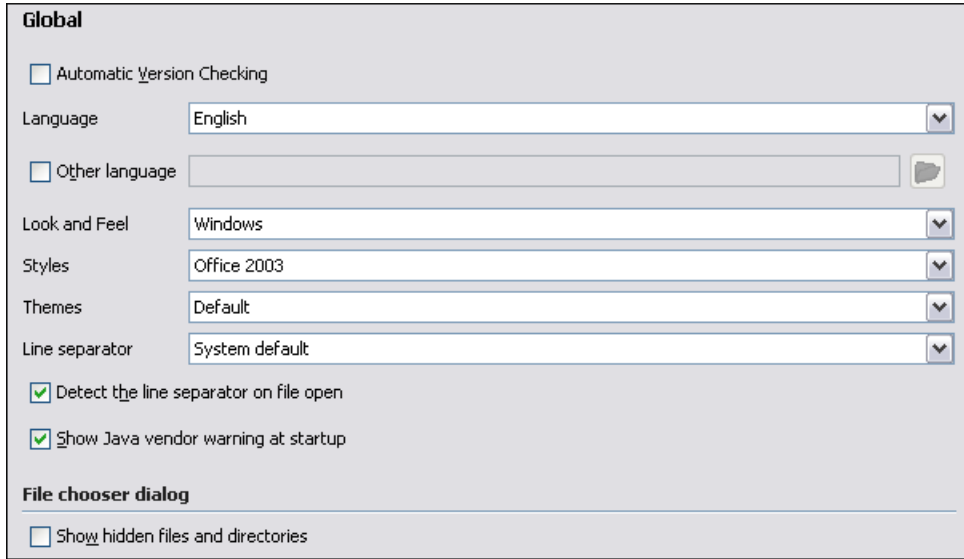 Global
Automatic Version Checking
Language English
Other language
Look and Feel Windows
Styles Office 2003
Themes Default
Line separator System default
Detect the line separator on file open
Show Java vendor warning at startup
File chooser dialog
Show hidden files and directories